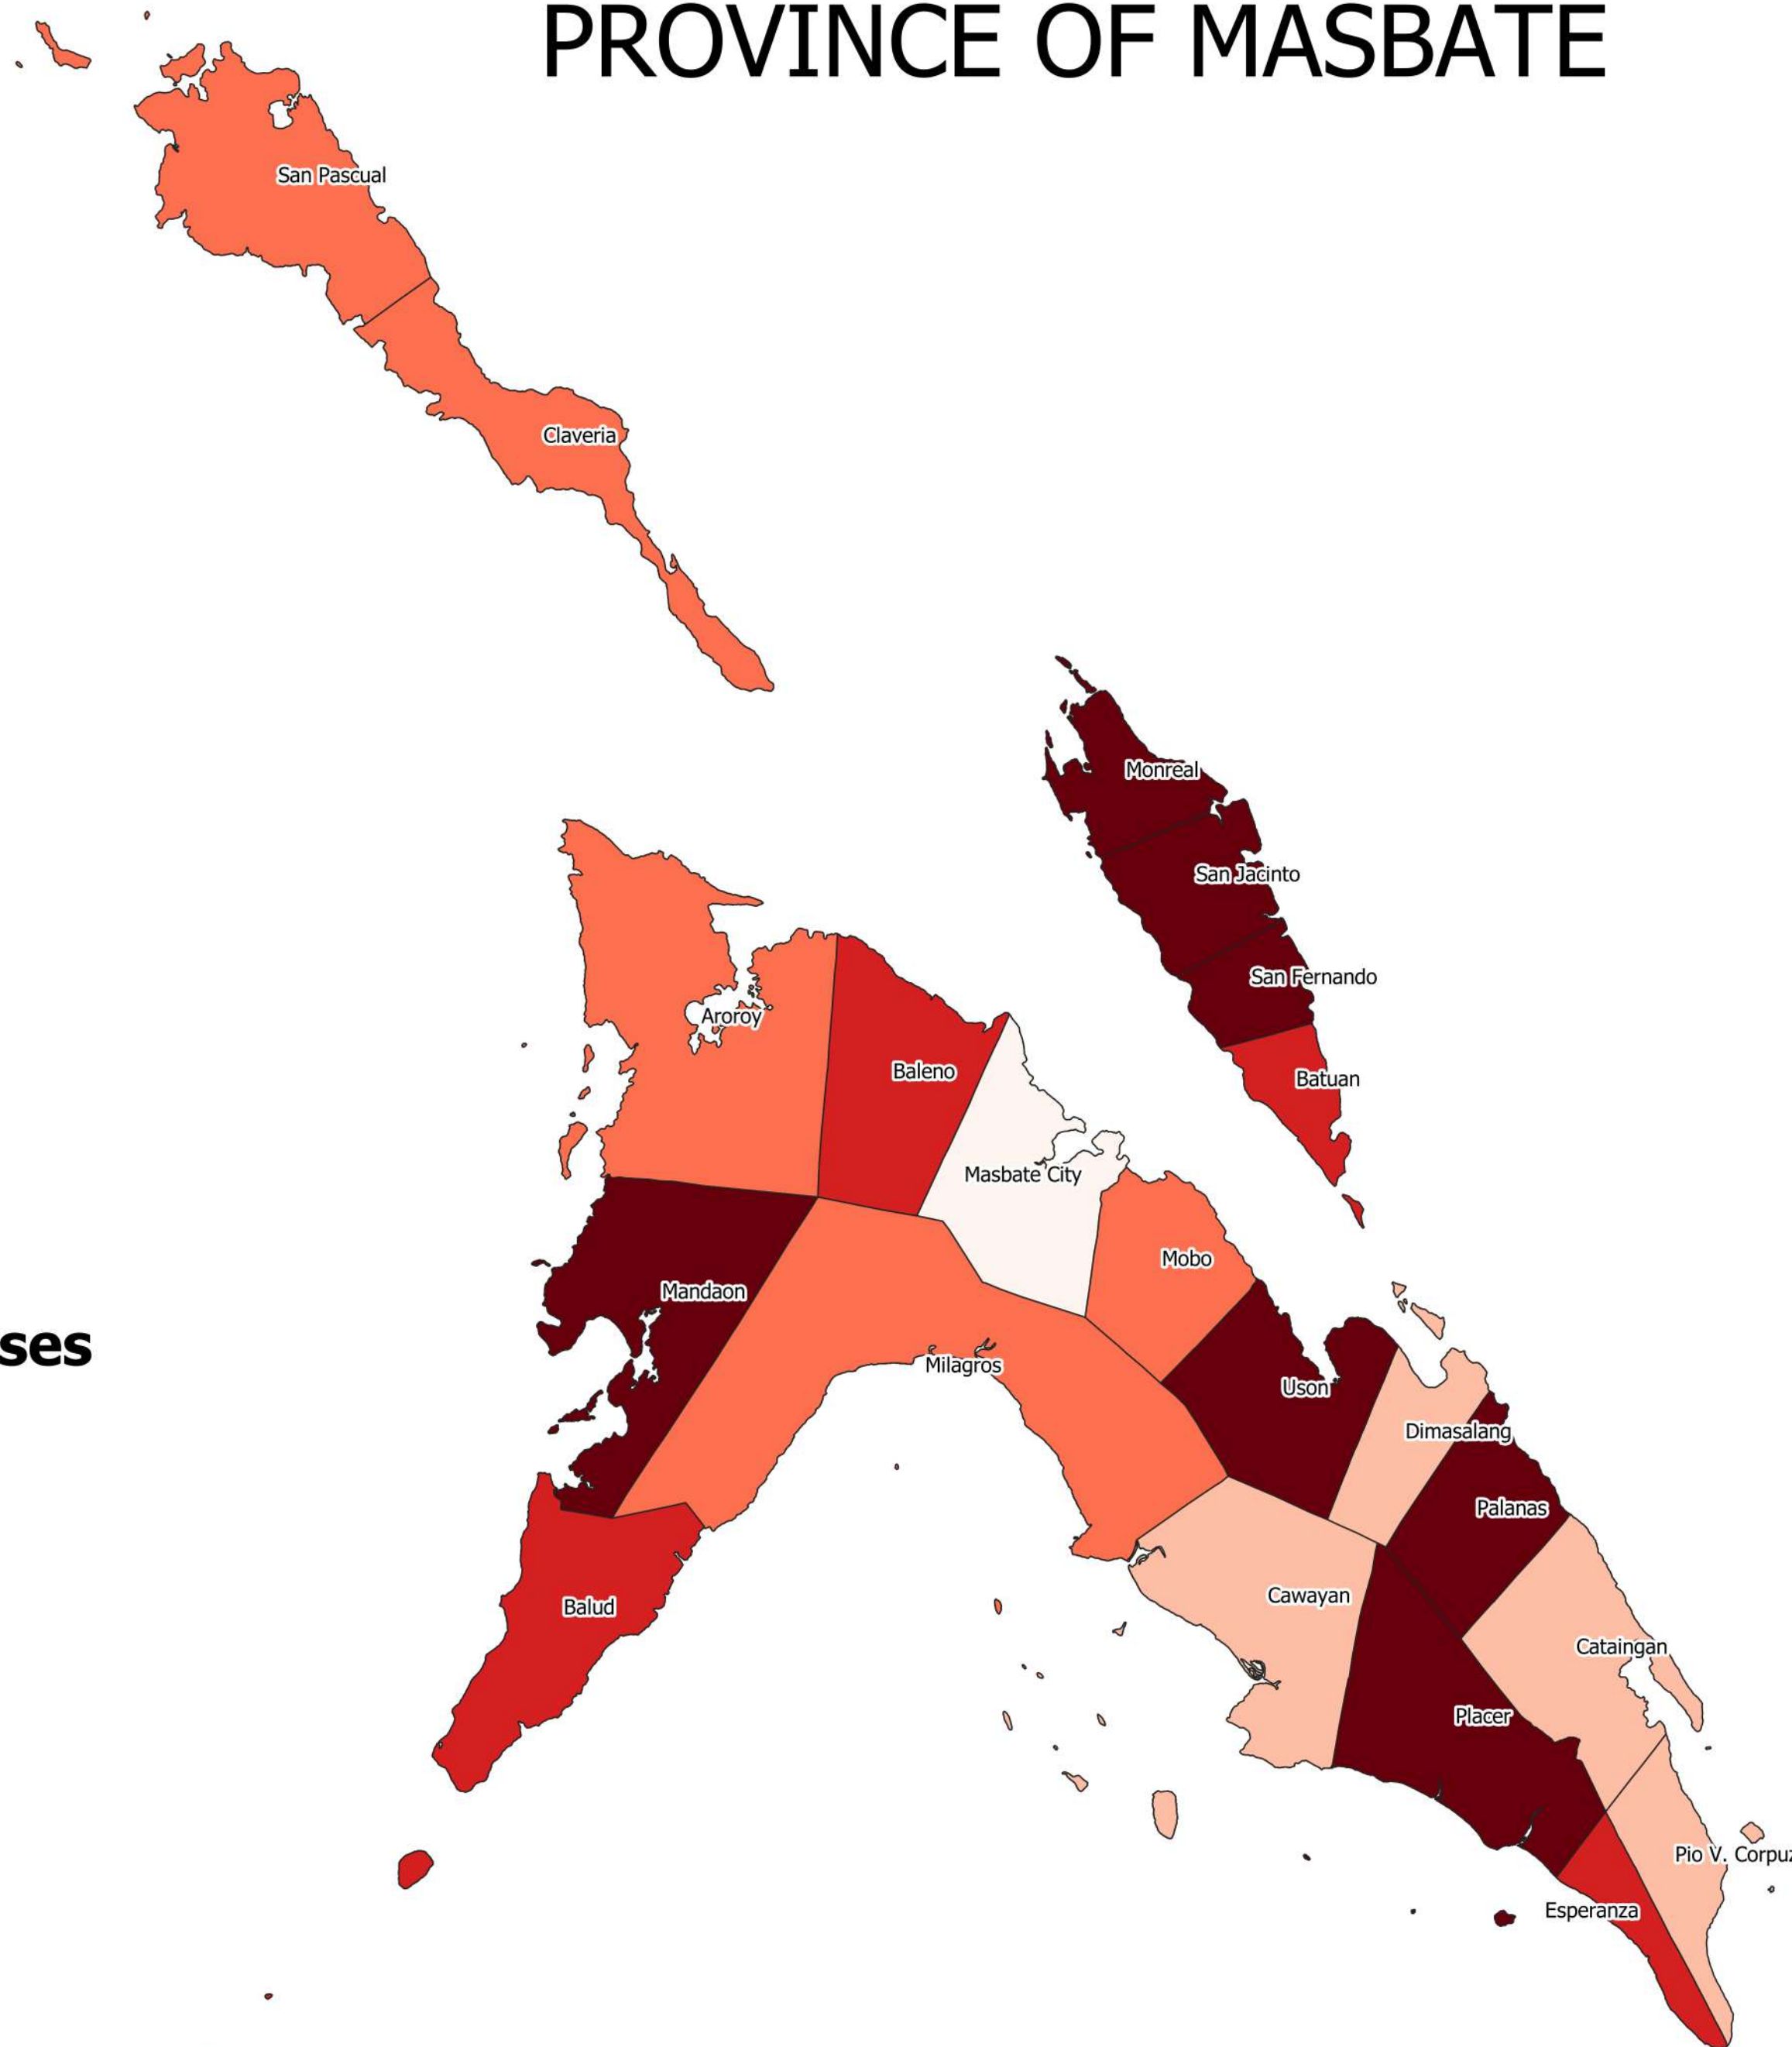 PROVINCE OF MASBATE
San Pascual
Claveria
Monreal
San Jacinto
San Fernando
Aroroy
Baleno
Batuan
Masbate City
Mobo
Mandaon
ses
Milagros
Uson
Dimasalang
Palanas
Cawayan
Balud
Cataingan
Placer
Pio V. Corpuz
Esperanza